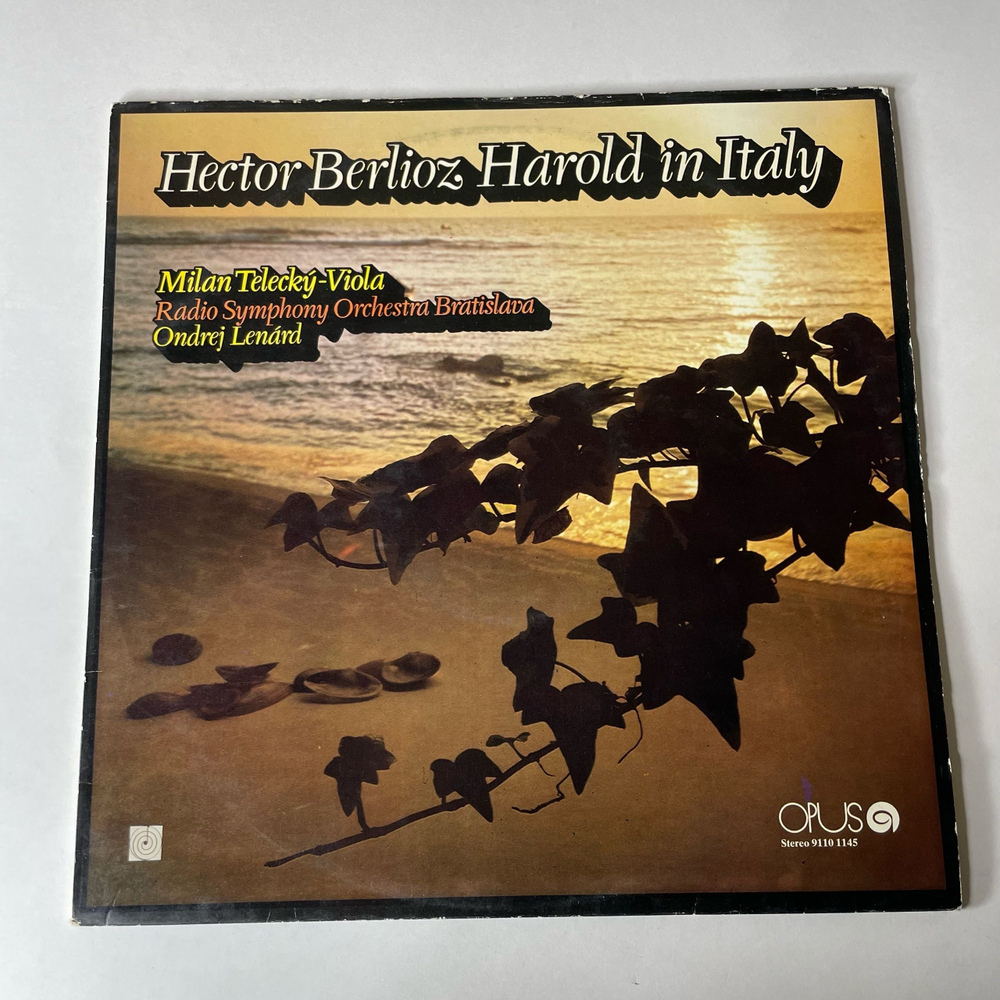 Hector Berlioz Harold in Italy
Milan Telecký-Viola
Radio Symphony Orchestra Bratislava
Ondrej Lenárd
OPUS
Stereo 9110 1145